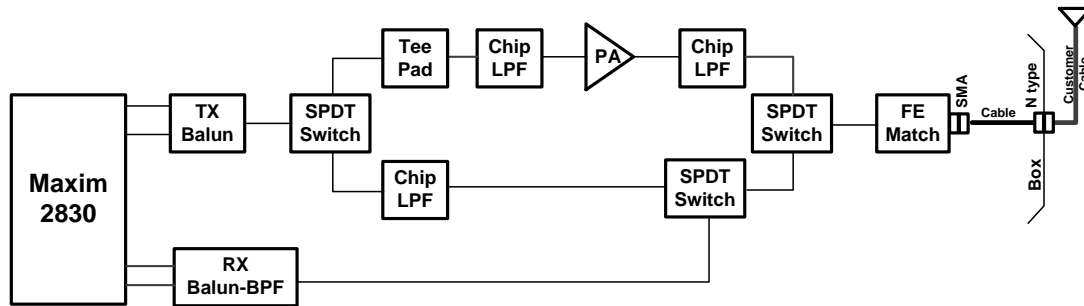 Tee
Pad
Chip
LPF
PA
Chip
LPF
Maxim
2830
TX
Balun
SPDT
Switch
SPDT
Switch
FE
Match
SMA
Cable
N type
Box
Customer
Cable
Chip
LPF
SPDT
Switch
RX
Balun-BPF